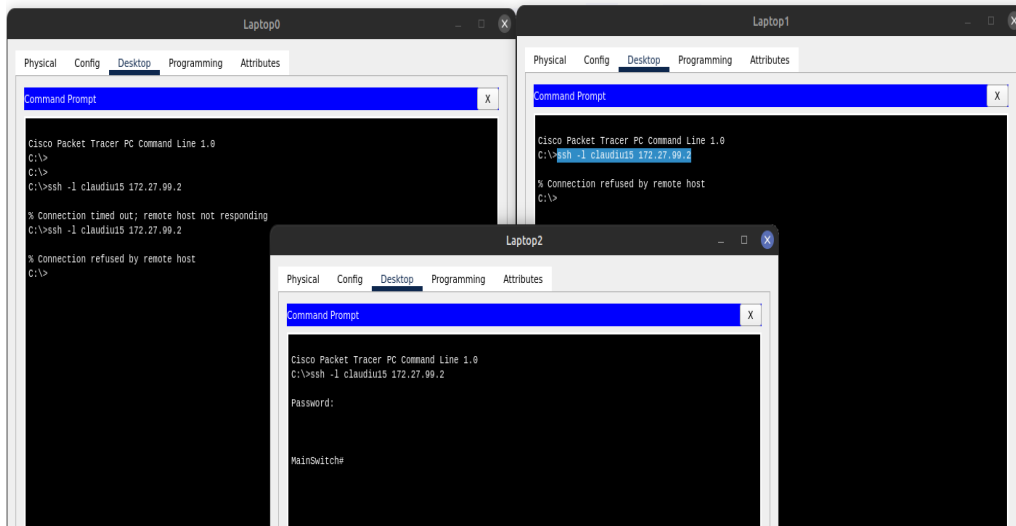 Laptop0
X
Physical Config Desktop Programming Attributes
Command Prompt
X
Cisco Packet Tracer PC Command Line 1.0
C:\>
C:\>
C:\>ssh -l claudiu15 172.27.99.2
% Connection timed out; remote host not responding
C:\>ssh -l claudiu15 172.27.99.2
% Connection refused by remote host
C:\>
Laptop1
X
Physical Config Desktop Programming Attributes
Command Prompt
X
Cisco Packet Tracer PC Command Line 1.0
C:\>ssh -l claudiu15 172.27.99.2
% Connection refused by remote host
C:\>
Laptop2
X
Physical Config Desktop Programming Attributes
Command Prompt
X
Cisco Packet Tracer PC Command Line 1.0
C:\>ssh -l claudiu15 172.27.99.2
Password:
MainSwitch#